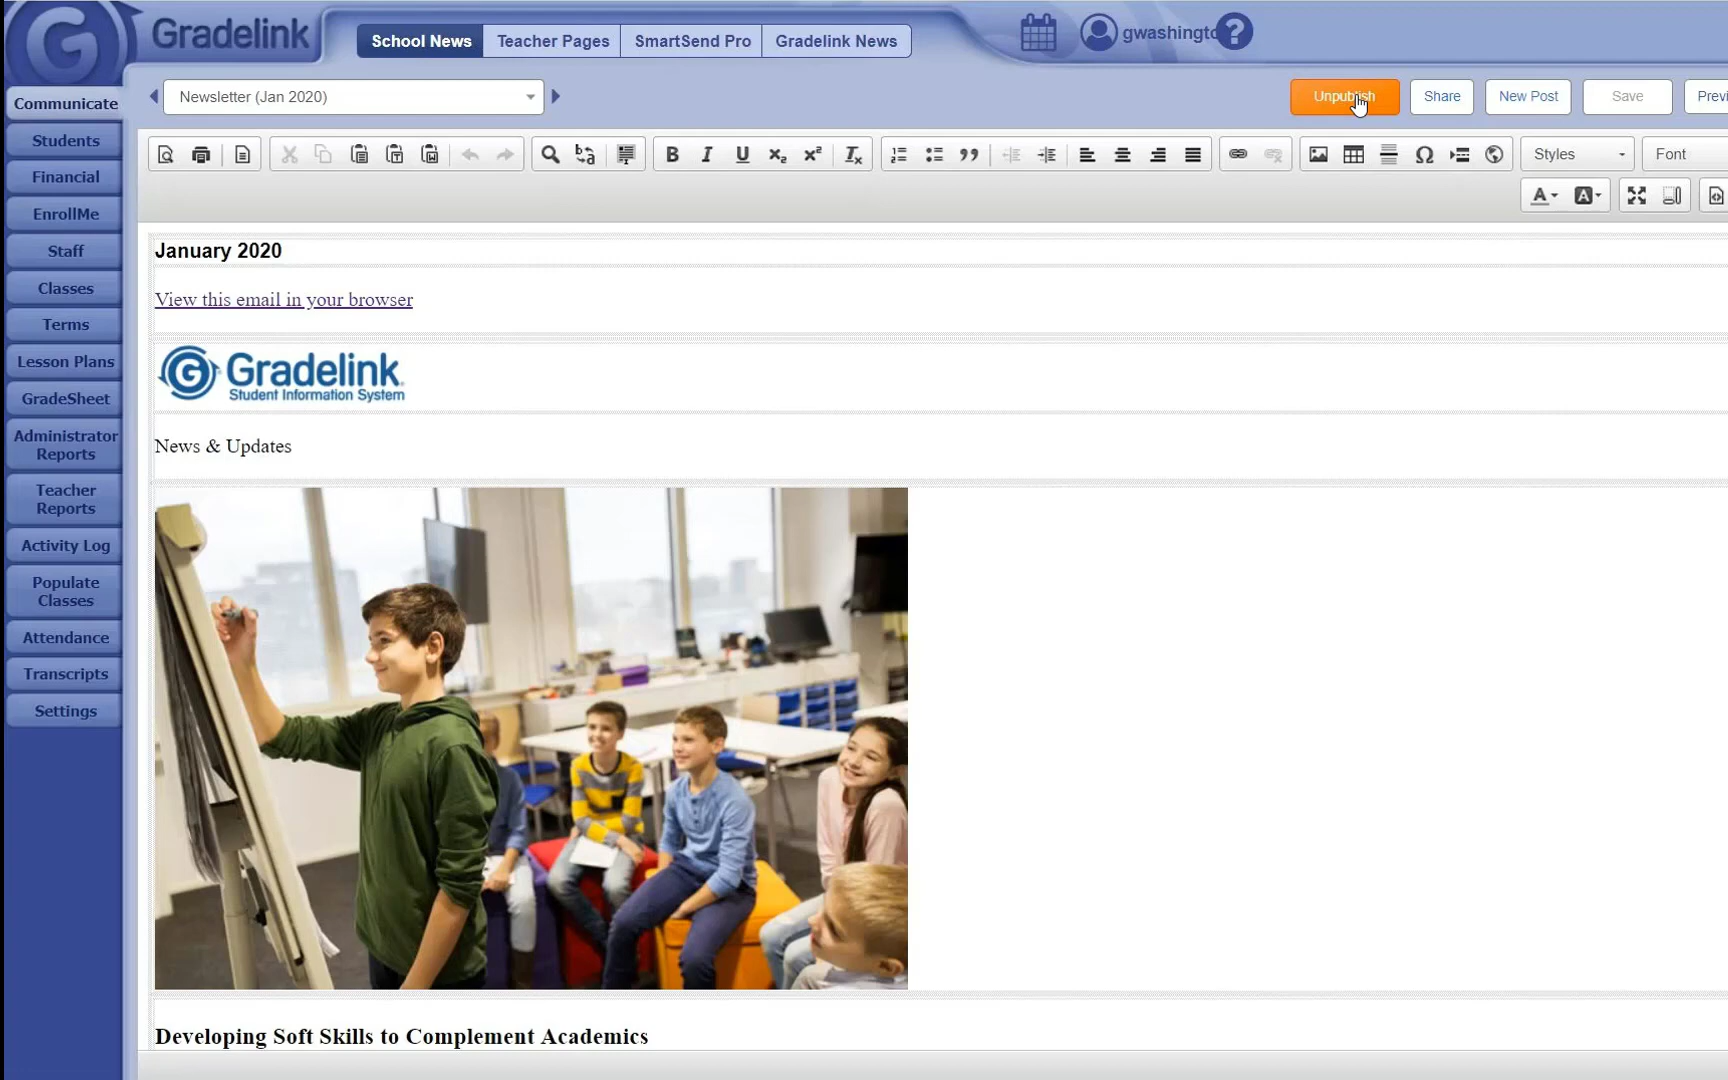 Gradelink
School News
Teacher Pages
SmartSend Pro
Gradelink News
Communicate
Newsletter (Jan 2020)
Share
New Post
Save
Students
Financial
EnrollMe
Staff
Classes
Terms
Lesson Plans
GradeSheet
Administrator
Reports
Teacher
Reports
Activity Log
Populate
Classes
Attendance
Transcripts
Settings
Styles
Font
January 2020
View this email in your browser
Gradelink
Student Information System
News & Updates
Developing Soft Skills to Complement Academics